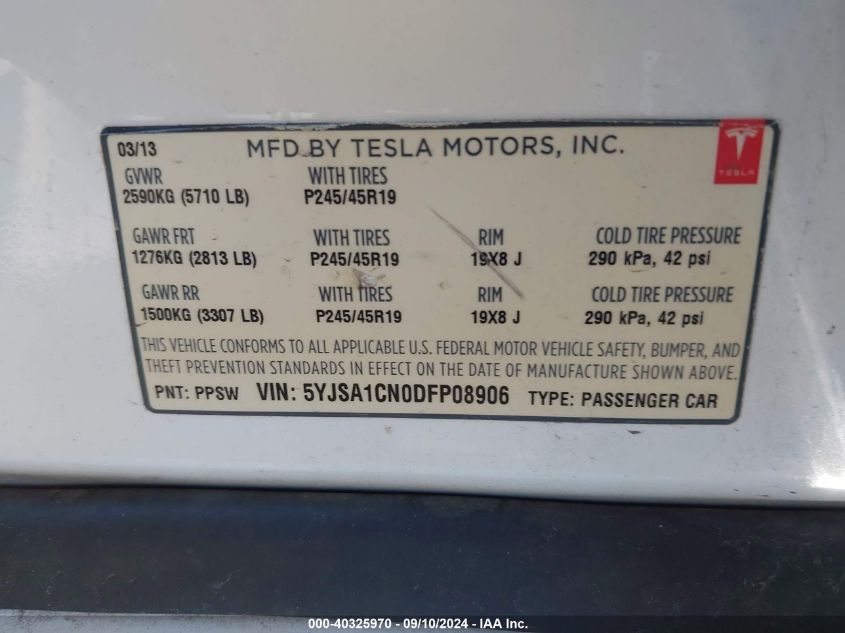 03/13 MFD BY TESLA MOTORS, INC.
TESLA
GVWR WITH TIRES
2590KG (5710 LB) P245/45R19
GAWR FRT WITH TIRES RIM COLD TIRE PRESSURE
1276KG (2813 LB) P245/45R19 19X8 J 290 kPa, 42 psi
GAWR RR WITH TIRES RIM COLD TIRE PRESSURE
1500KG (3307 LB) P245/45R19 19X8 J 290 kPa, 42 psi
THIS VEHICLE CONFORMS TO ALL APPLICABLE U.S. FEDERAL MOTOR VEHICLE SAFETY, BUMPER, AND
THEFT PREVENTION STANDARDS IN EFFECT ON THE DATE OF MANUFACTURE SHOWN ABOVE.
PNT: PPSW VIN: 5YJSA1CN0DFP08906 TYPE: PASSENGER CAR
000-40325970 - 09/10/2024 - IAA Inc.